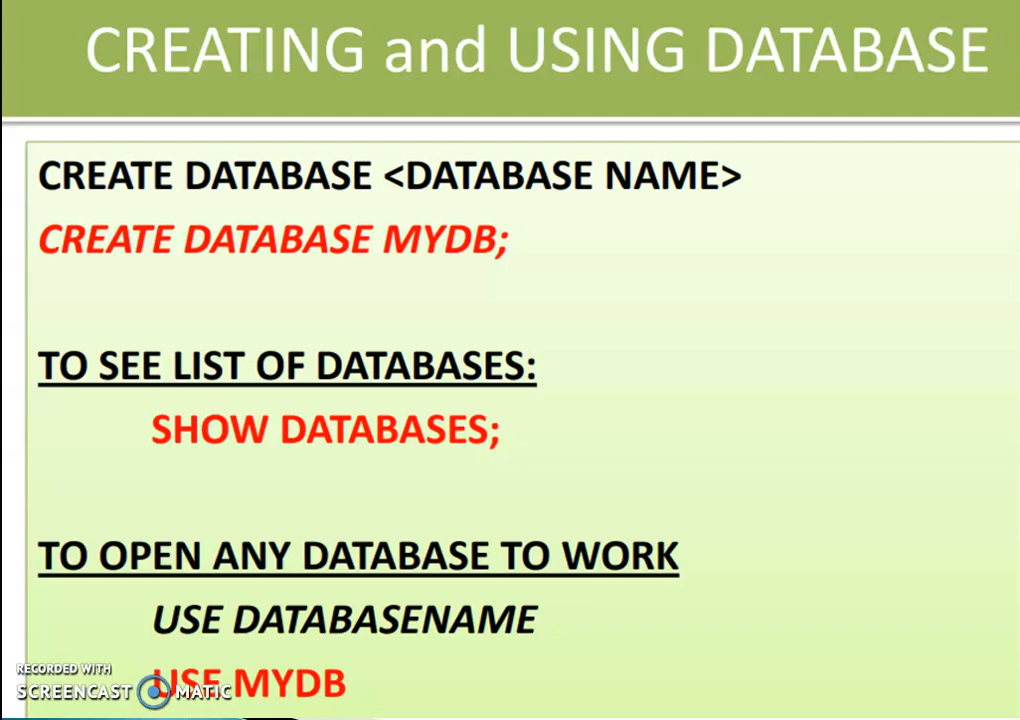 CREATING and USING DATABASE
CREATE DATABASE <DATABASE NAME>
CREATE DATABASE MYDB;
TO SEE LIST OF DATABASES:
SHOW DATABASES;
TO OPEN ANY DATABASE TO WORK
USE DATABASENAME
USE MYDB
RECORDED WITH
SCREENCAST MATIC